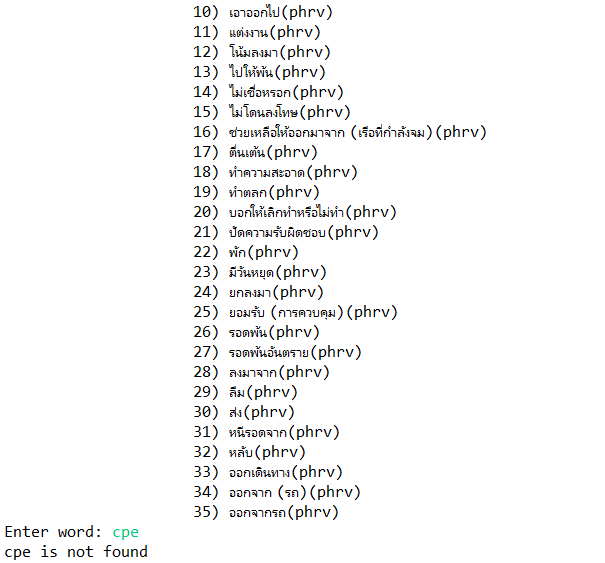 10) เอาออกไป(phrv)
11) แต่งงาน(phrv)
12) โน้มลงมา(phrv)
13) ไปให้พ้น(phrv)
14) ไม่เชื่อหรอก(phrv)
15) ไม่โดนลงโทษ(phrv)
16) ช่วยเหลือให้ออกมาจาก (เรือที่กำลังจม)(phrv)
17) ตื่นเต้น(phrv)
18) ทำความสะอาด(phrv)
19) ทำตลก(phrv)
20) บอกให้เลิกทำหรือไม่ทำ(phrv)
21) ปัดความรับผิดชอบ(phrv)
22) พัก(phrv)
23) มีวันหยุด(phrv)
24) ยกลงมา(phrv)
25) ยอมรับ (การควบคุม)(phrv)
26) รอดพ้น(phrv)
27) รอดพ้นอันตราย(phrv)
28) ลงมาจาก(phrv)
29) ลืม(phrv)
30) ส่ง(phrv)
31) หนีรอดจาก(phrv)
32) หลับ(phrv)
33) ออกเดินทาง(phrv)
34) ออกจาก (รถ)(phrv)
35) ออกจากรถ(phrv)
Enter word: cpe
cpe is not found